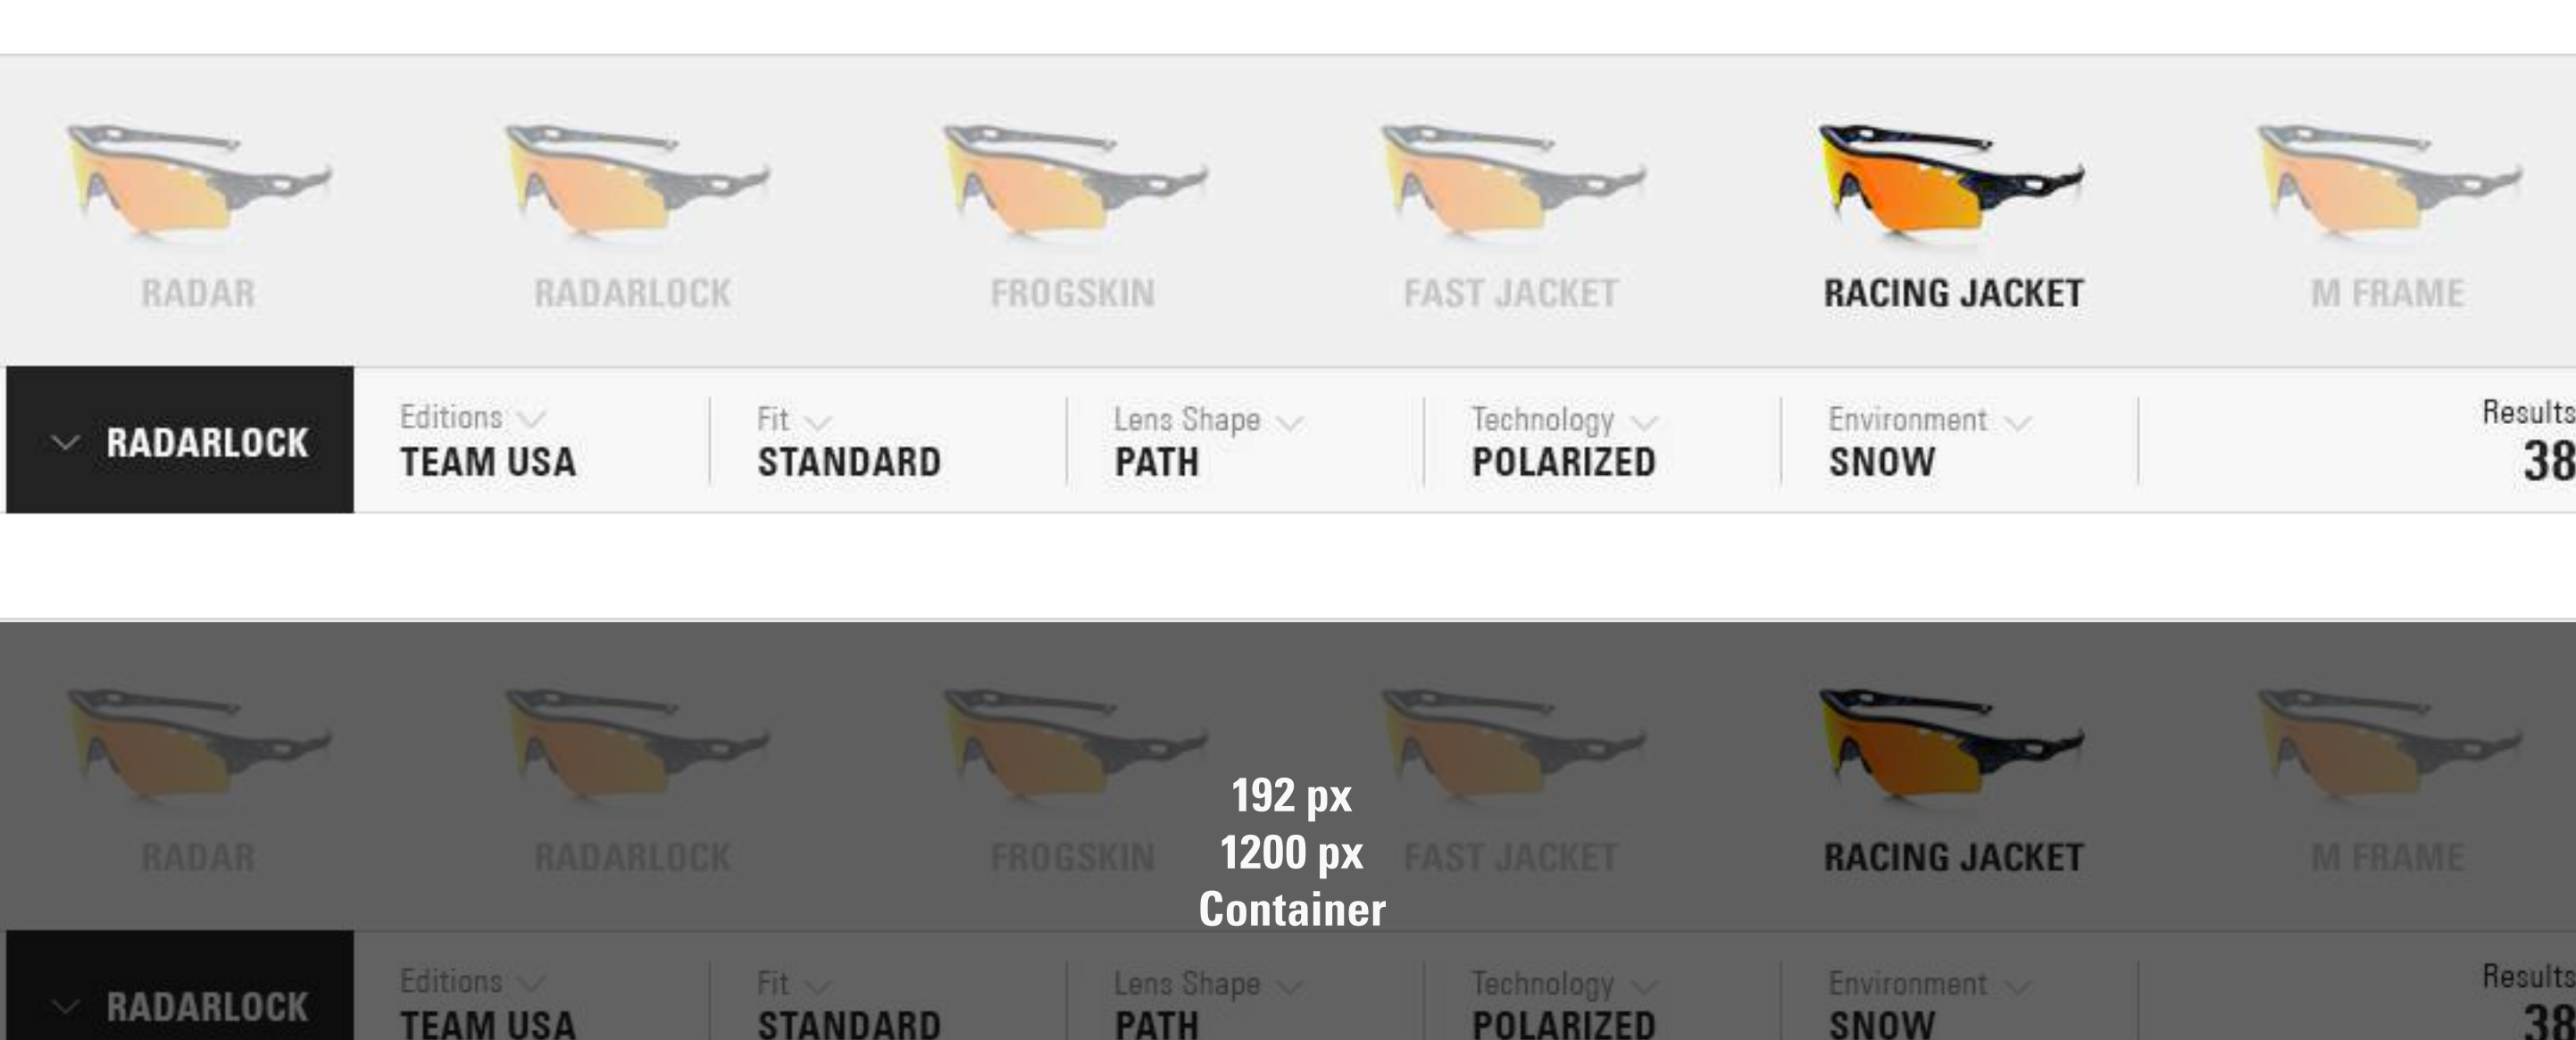 RADAR RADARLOCK FROGSKIN FAST JACKET RACING JACKET M FRAME
RADARLOCK
Editions Fit Lens Shape Technology Environment Results
TEAM USA STANDARD PATH POLARIZED SNOW 38
192 px
RADAR RADARLOCK FROGSKIN 1200 px FAST JACKET RACING JACKET M FRAME
Container
RADARLOCK
Editions Fit Lens Shape Technology Environment Results
TEAM USA STANDARD PATH POLARIZED SNOW 38